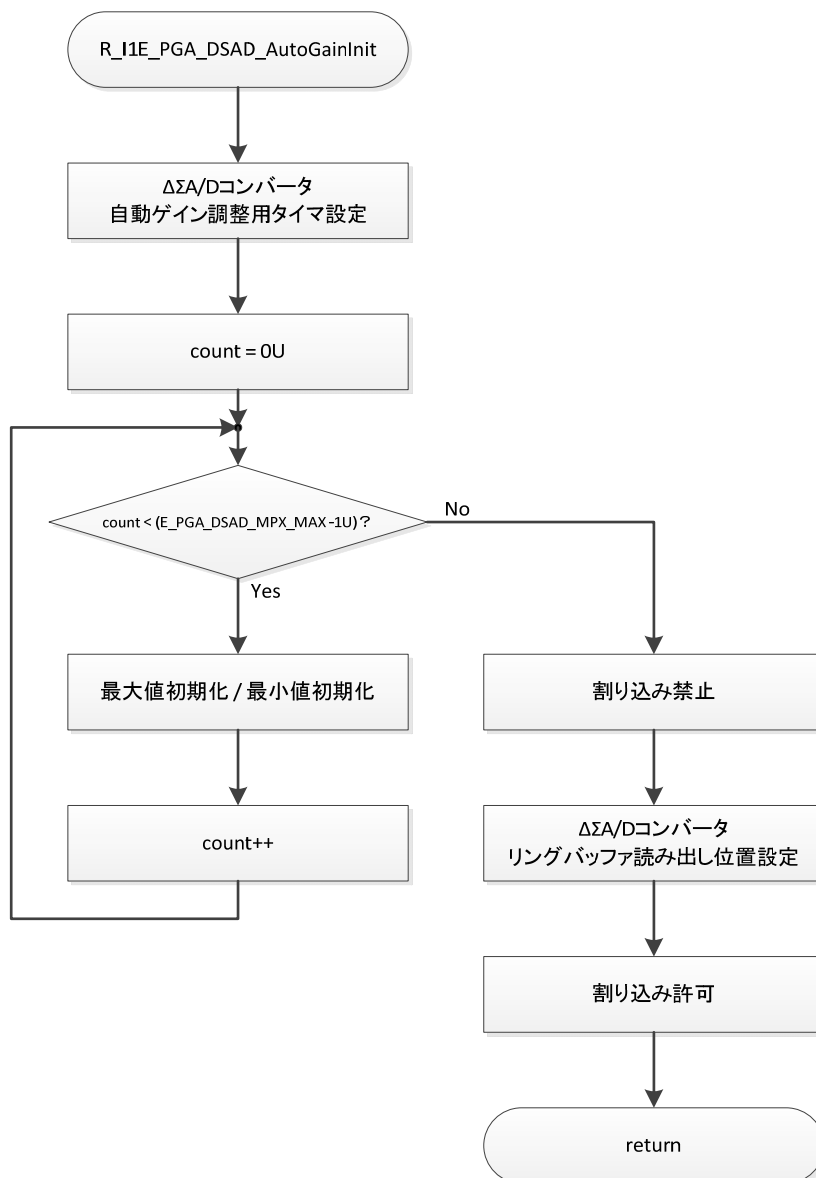 R_I1E_PGA_DSAD_AutoGainInit
ΔΣA/Dコンバータ
自動ゲイン調整用タイマ設定
count = 0U
count < (E_PGA_DSAD_MPX_MAX -1U)？
No
Yes
最大値初期化 / 最小値初期化
count++
割り込み禁止
ΔΣA/Dコンバータ
リングバッファ読み出し位置設定
割り込み許可
return